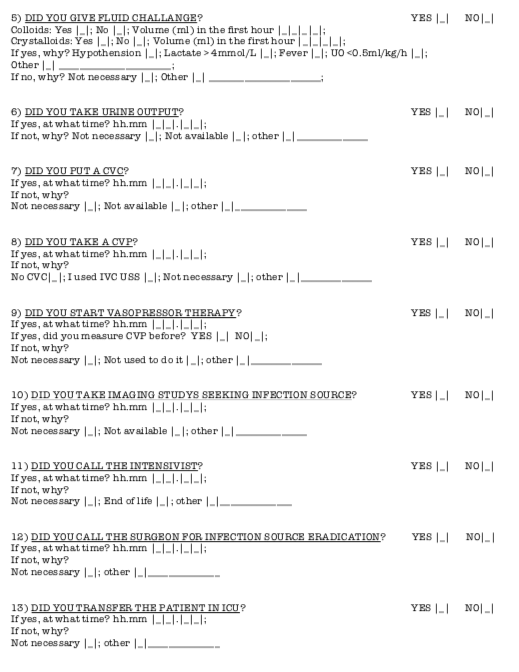 5) DID YOU GIVE FLUID CHALLANGE? YES |_| NO|_|
Colloids: Yes |_|; No |_|; Volume (ml) in the first hour |_|_|_|_|;
Crystalloids: Yes |_|; No |_|; Volume (ml) in the first hour |_|_|_|_|;
If yes, why? Hypothension |_|; Lactate > 4mmol/L |_|; Fever |_|; UO <0.5ml/kg/h |_|;
Other |_| ____________________;
If no, why? Not necessary |_|; Other |_| ____________________;
6) DID YOU TAKE URINE OUTPUT? YES |_| NO|_|
If yes, at what time? hh.mm |_|_|.|_|_|;
If not, why? Not necessary |_|; Not available |_|; other |_|_____________
7) DID YOU PUT A CVC? YES |_| NO|_|
If yes, at what time? hh.mm |_|_|.|_|_|;
If not, why?
Not necessary |_|; Not available |_|; other |_|_____________
8) DID YOU TAKE A CVP? YES |_| NO|_|
If yes, at what time? hh.mm |_|_|.|_|_|;
If not, why?
No CVC|_|; I used IVC USS |_|; Not necessary |_|; other |_|_____________
9) DID YOU START VASOPRESSOR THERAPY? YES |_| NO|_|
If yes, at what time? hh.mm |_|_|.|_|_|;
If yes, did you measure CVP before? YES |_| NO|_|;
If not, why?
Not necessary |_|; Not used to do it |_|; other |_|_____________
10) DID YOU TAKE IMAGING STUDYS SEEKING INFECTION SOURCE? YES |_| NO|_|
If yes, at what time? hh.mm |_|_|.|_|_|;
If not, why?
Not necessary |_|; Not available |_|; other |_|_____________
11) DID YOU CALL THE INTENSIVIST? YES |_| NO|_|
If yes, at what time? hh.mm |_|_|.|_|_|;
If not, why?
Not necessary |_|; End of life |_|; other |_|_____________
12) DID YOU CALL THE SURGEON FOR INFECTION SOURCE ERADICATION? YES |_| NO|_|
If yes, at what time? hh.mm |_|_|.|_|_|;
If not, why?
Not necessary |_|; other |_|_____________
13) DID YOU TRANSFER THE PATIENT IN ICU? YES |_| NO|_|
If yes, at what time? hh.mm |_|_|.|_|_|;
If not, why?
Not necessary |_|; other |_|_____________